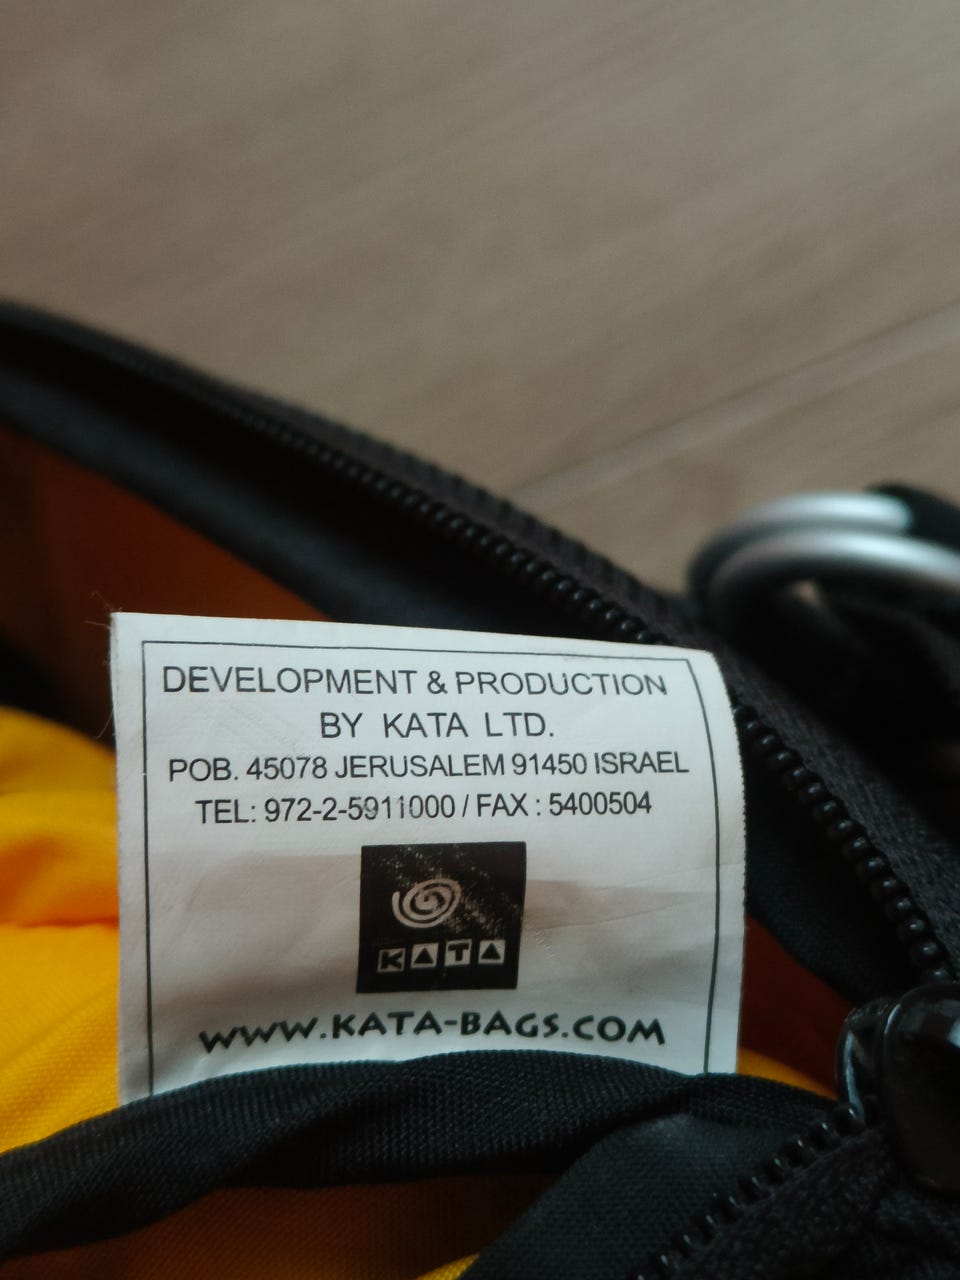 DEVELOPMENT & PRODUCTION
BY KATA LTD.
POB. 45078 JERUSALEM 91450 ISRAEL
TEL: 972-2-5911000 / FAX : 5400504
KATA
WWW.KATA-BAGS.COM